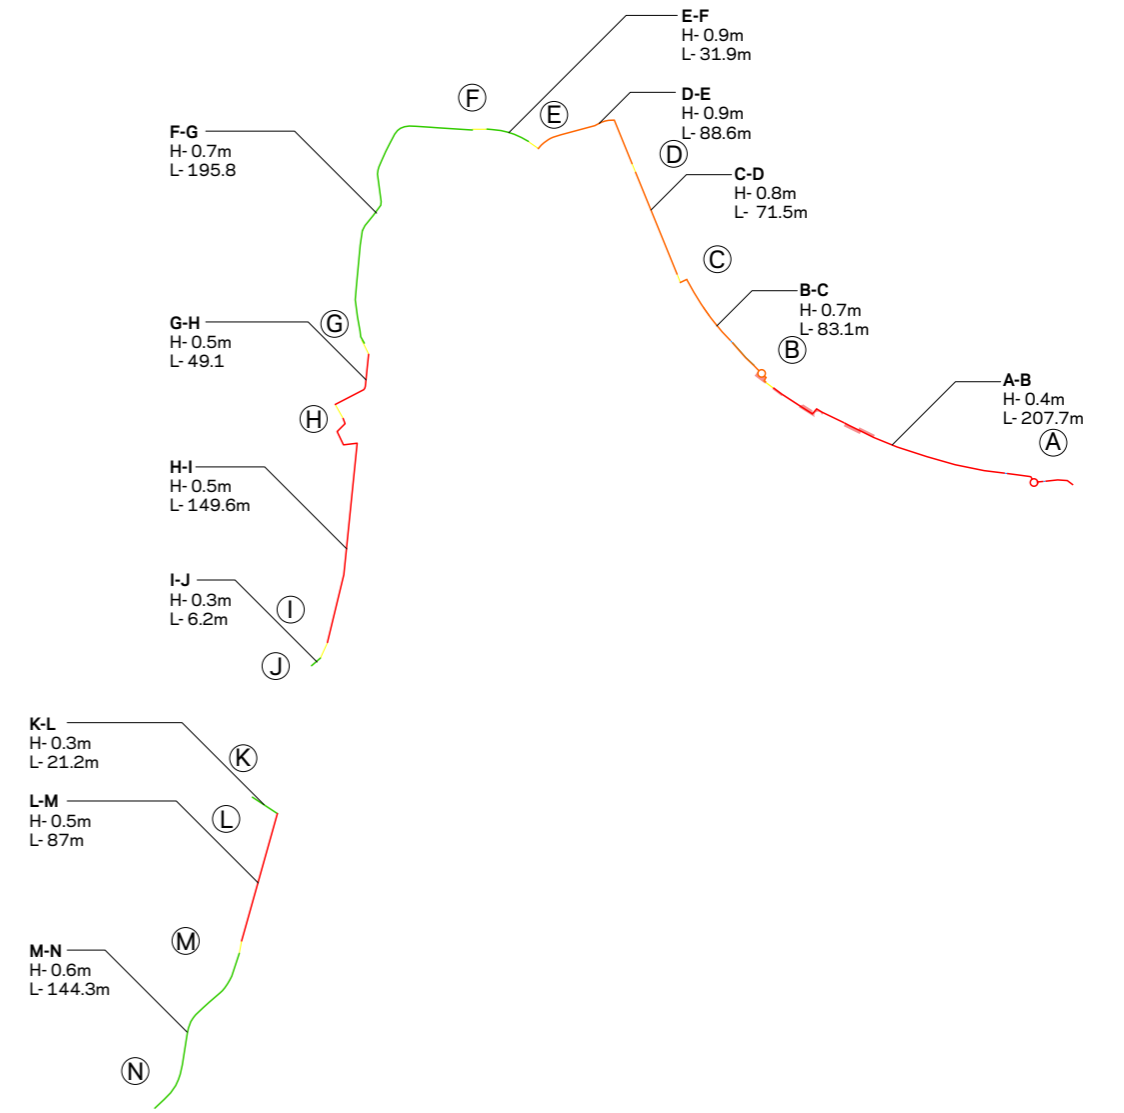 E-F
H- 0.9m
L- 31.9m
F
E
D-E
H- 0.9m
L- 88.6m
F-G
H- 0.7m
L- 195.8
D
C-D
H- 0.8m
L- 71.5m
C
B-C
H- 0.7m
L- 83.1m
G-H
H- 0.5m
L- 49.1
G
B
A-B
H- 0.4m
L- 207.7m
A
H
H-I
H- 0.5m
L- 149.6m
I-J
H- 0.3m
L- 6.2m
I
J
K-L
H- 0.3m
L- 21.2m
K
L-M
H- 0.5m
L- 87m
L
M
M-N
H- 0.6m
L- 144.3m
N